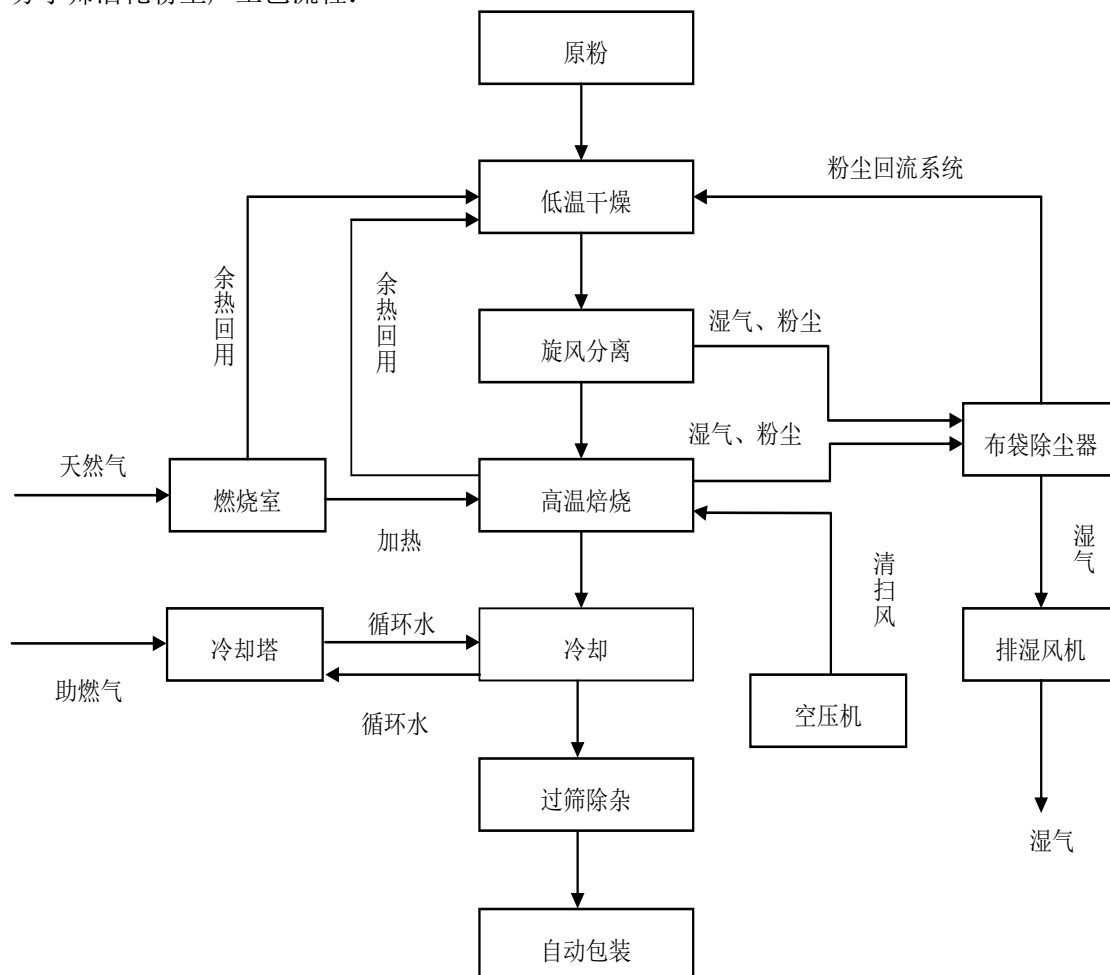 原粉
粉尘回流系统
低温干燥
余热回用
余热回用
湿气、粉尘
旋风分离
湿气、粉尘
布袋除尘器
天然气
燃烧室
高温焙烧
加热
湿气
清扫风
循环水
冷却塔
冷却
排湿风机
助燃气
循环水
空压机
过筛除杂
湿气
自动包装